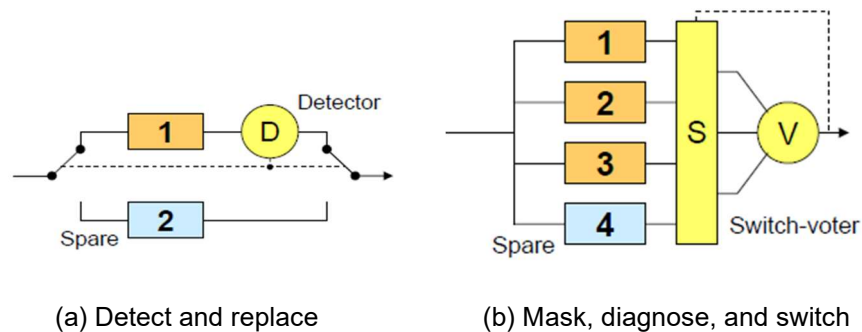 1
D
Detector
2
Spare
(a) Detect and replace
1
2
3
4
S
V
Spare
Switch-voter
(b) Mask, diagnose, and switch